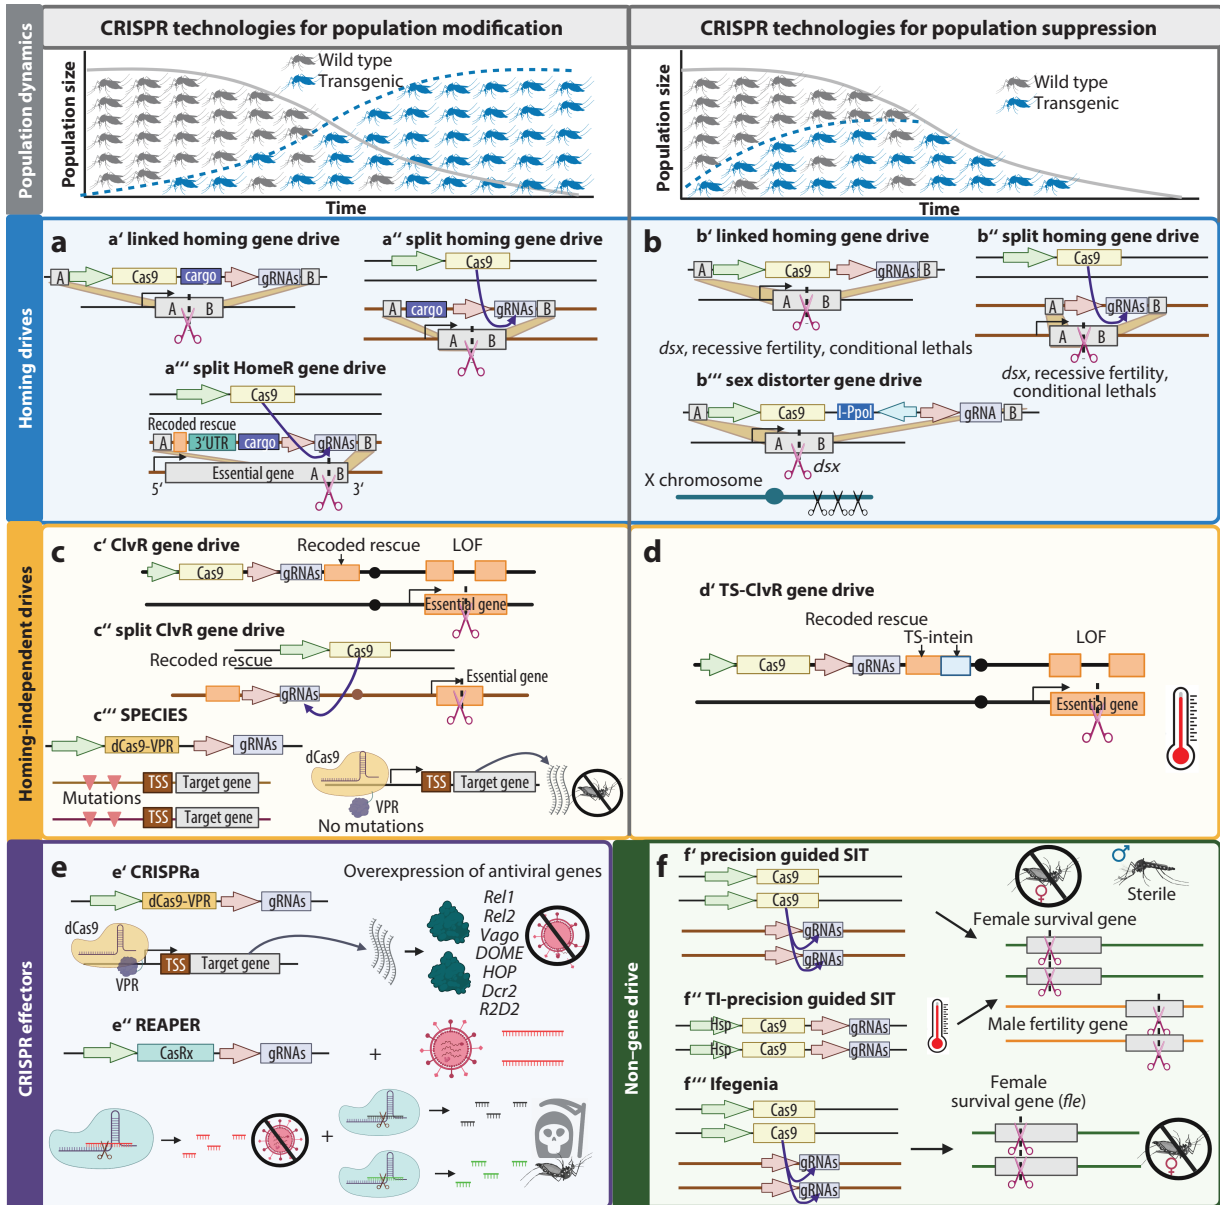 CRISPR technologies for population modification
CRISPR technologies for population suppression
Population dynamics
Population size
Wild type
Transgenic
Time
Population size
Wild type
Transgenic
Time
Homing drives
a
a′ linked homing gene drive
A
Cas9
cargo
gRNAs
B
A
B
a″ split homing gene drive
Cas9
A
cargo
gRNAs
B
A
B
a‴ split HomeR gene drive
Cas9
Recoded rescue
A
3′UTR
cargo
gRNAs
B
Essential gene
A
B
5′
3′
b
b′ linked homing gene drive
A
Cas9
gRNAs
B
A
B
dsx, recessive fertility, conditional lethals
b″ split homing gene drive
Cas9
A
gRNAs
B
A
B
dsx, recessive fertility,
conditional lethals
b‴ sex distorter gene drive
A
Cas9
I-PpoI
gRNA
B
A
B
dsx
X chromosome
Homing-independent drives
c
c′ ClvR gene drive
Recoded rescue
LOF
Cas9
gRNAs
Essential gene
c″ split ClvR gene drive
Cas9
Recoded rescue
gRNAs
Essential gene
c‴ SPECIES
dCas9-VPR
gRNAs
TSS
Target gene
Mutations
TSS
Target gene
dCas9
TSS
Target gene
VPR
No mutations
d
d′ TS-ClvR gene drive
Recoded rescue
TS-intein
LOF
Cas9
gRNAs
Essential gene
CRISPR effectors
e
e′ CRISPRa
dCas9-VPR
gRNAs
dCas9
VPR
TSS
Target gene
Overexpression of antiviral genes
Rel1
Rel2
Vago
DOME
HOP
Dcr2
R2D2
e″ REAPER
CasRx
gRNAs
+
+
Non–gene drive
f
f′ precision guided SIT
Cas9
Cas9
gRNAs
gRNAs
♀
♂
Sterile
Female survival gene
f″ TI-precision guided SIT
Hsp
Cas9
gRNAs
Hsp
Cas9
gRNAs
Male fertility gene
f‴ Ifegenia
Cas9
Cas9
gRNAs
gRNAs
Female
survival gene (fle)
♀